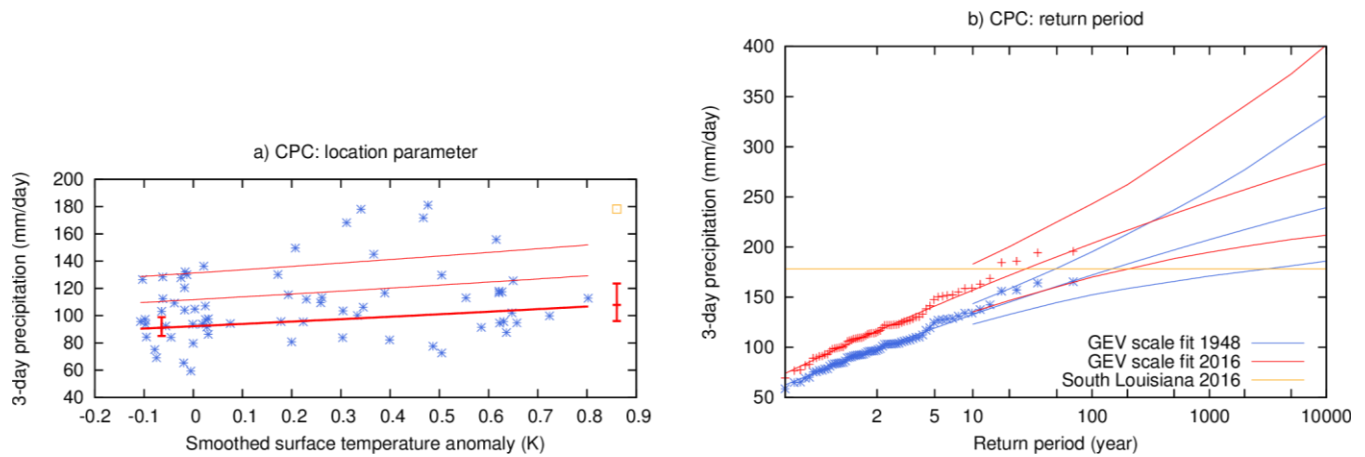 a) CPC: location parameter
3-day precipitation (mm/day)
200
180
160
140
120
100
80
60
40
-0.2 -0.1 0 0.1 0.2 0.3 0.4 0.5 0.6 0.7 0.8 0.9
Smoothed surface temperature anomaly (K)
b) CPC: return period
3-day precipitation (mm/day)
400
350
300
250
200
150
100
50
GEV scale fit 1948
GEV scale fit 2016
South Louisiana 2016
2 5 10 100 1000 10000
Return period (year)